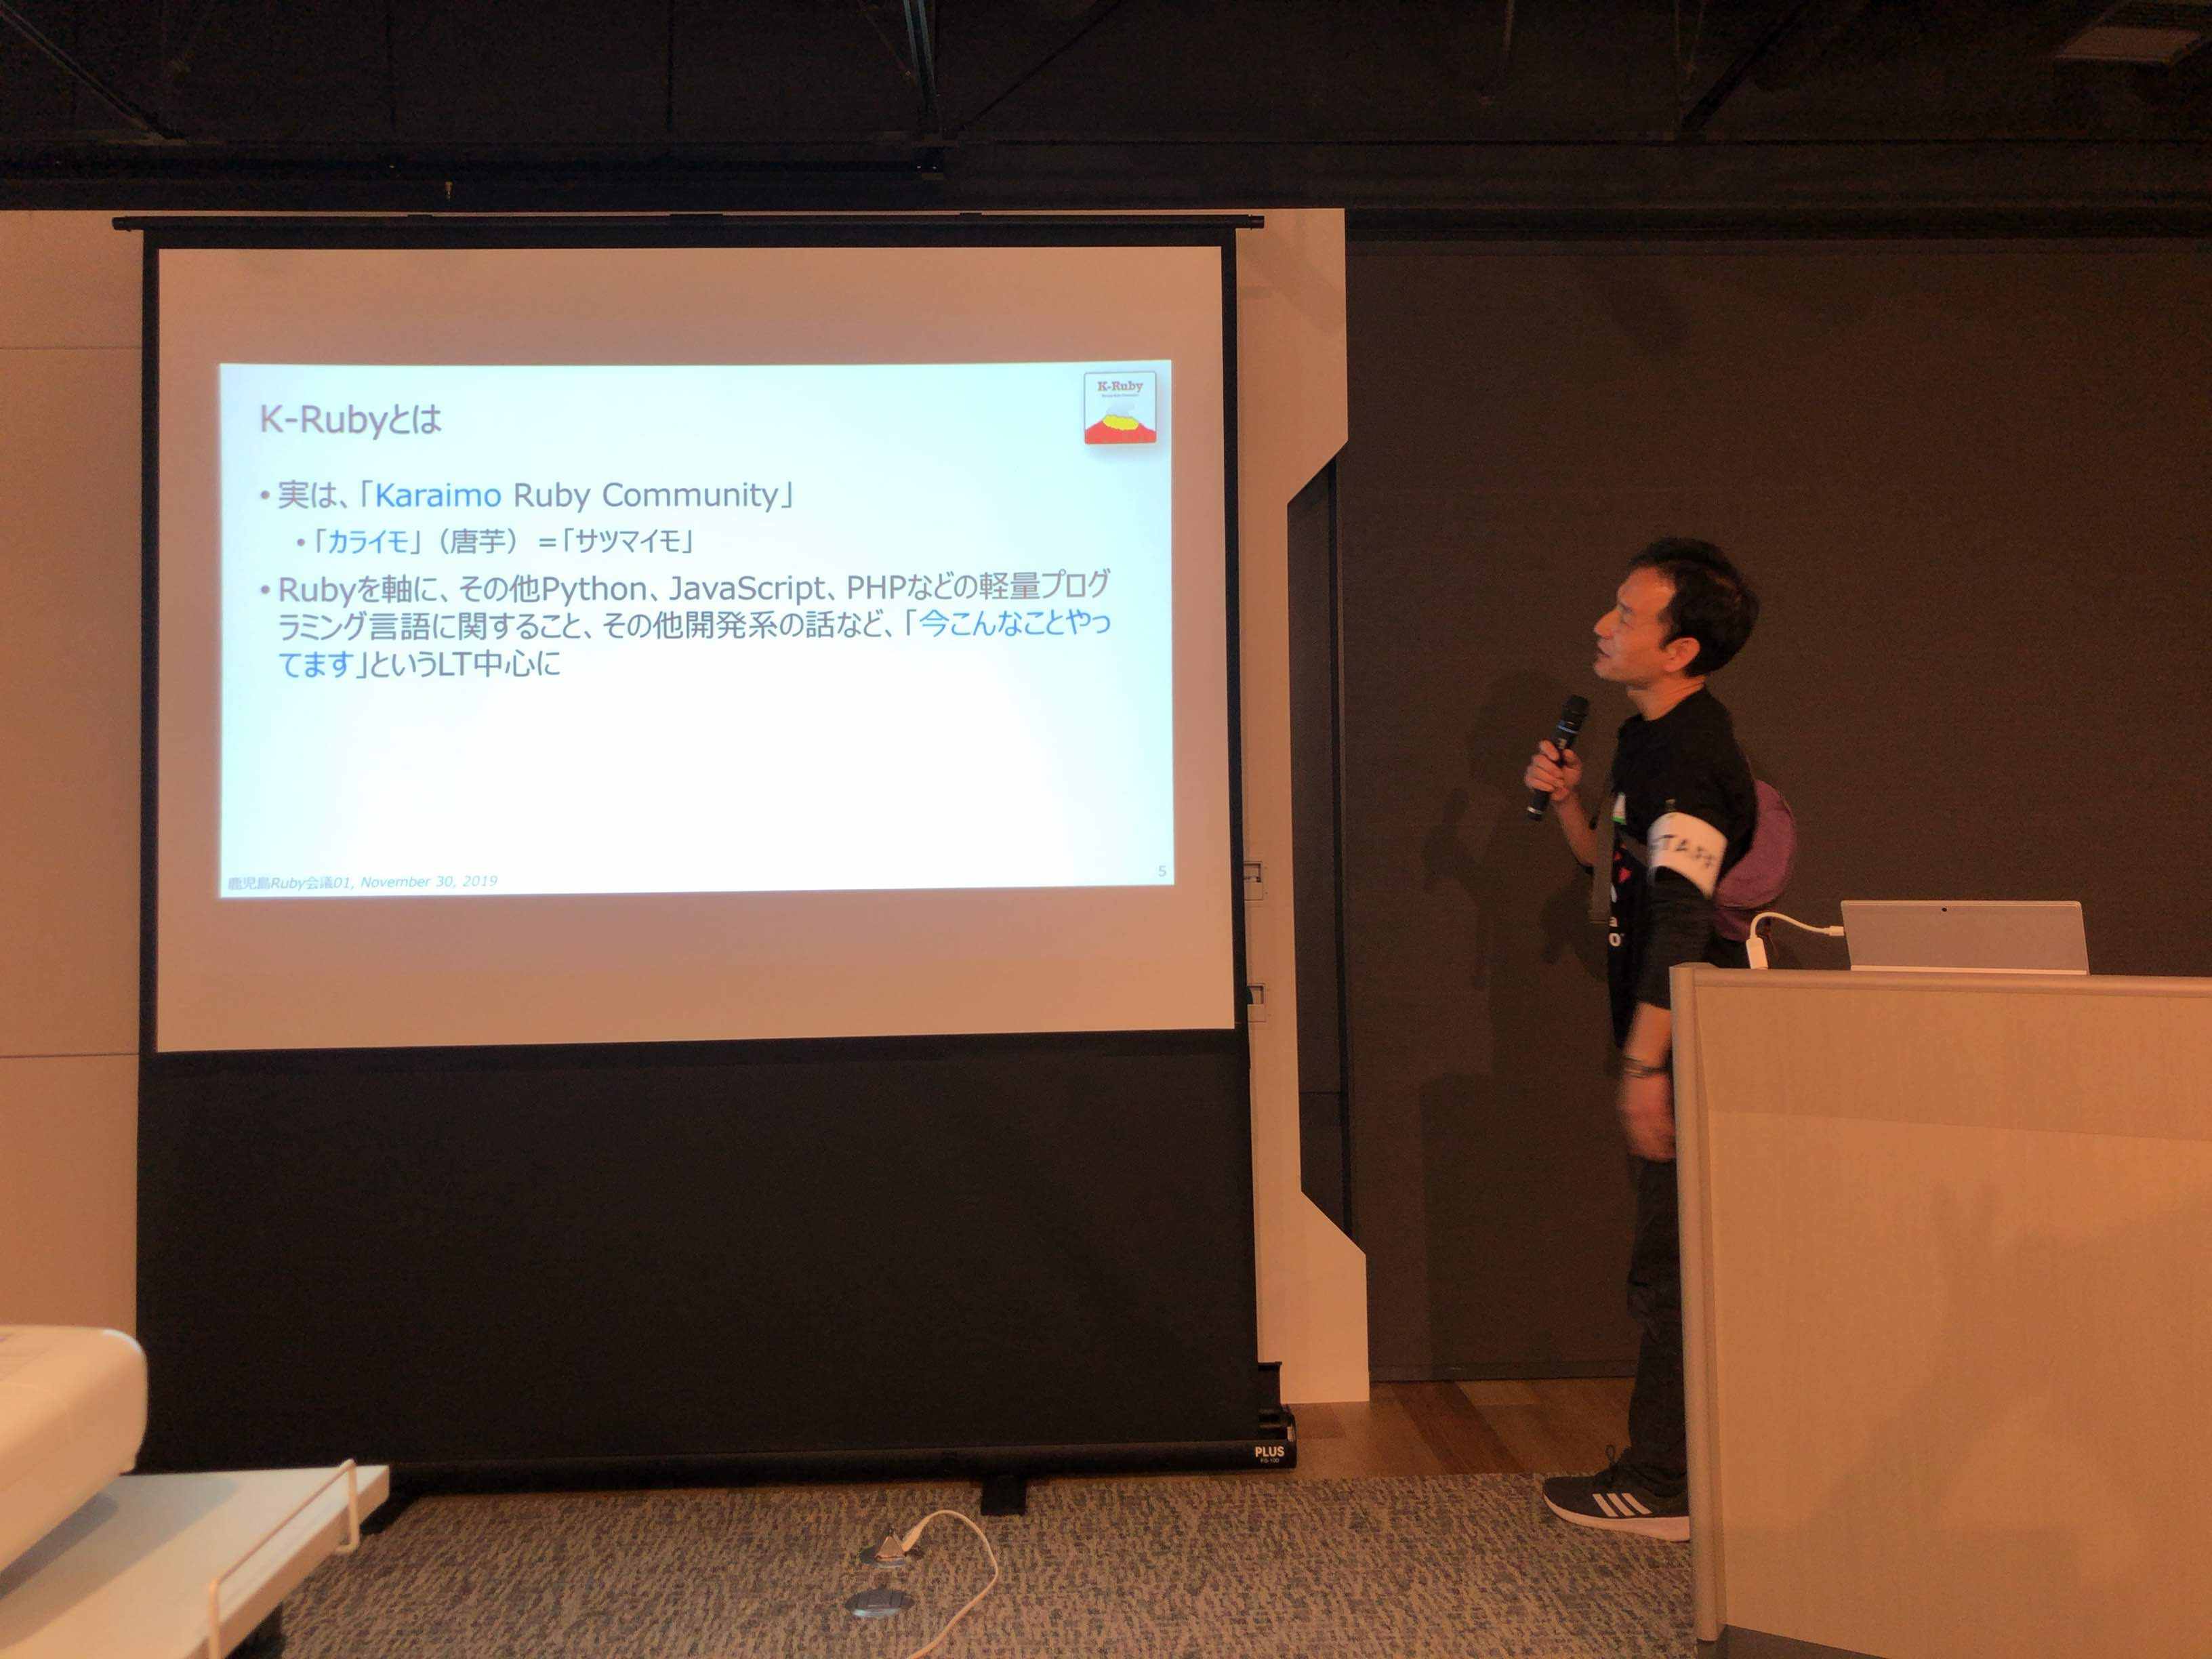 K-Ruby
K-Rubyとは
• 実は、「Karaimo Ruby Community」
• 「カライモ」（唐芋）＝「サツマイモ」
• Rubyを軸に、その他Python、JavaScript、PHPなどの軽量プログ
ラミング言語に関すること、その他開発系の話など、「今こんなことやっ
てます」というLT中心に
鹿児島Ruby会議01, November 30, 2019
5
STAFF
PLUS